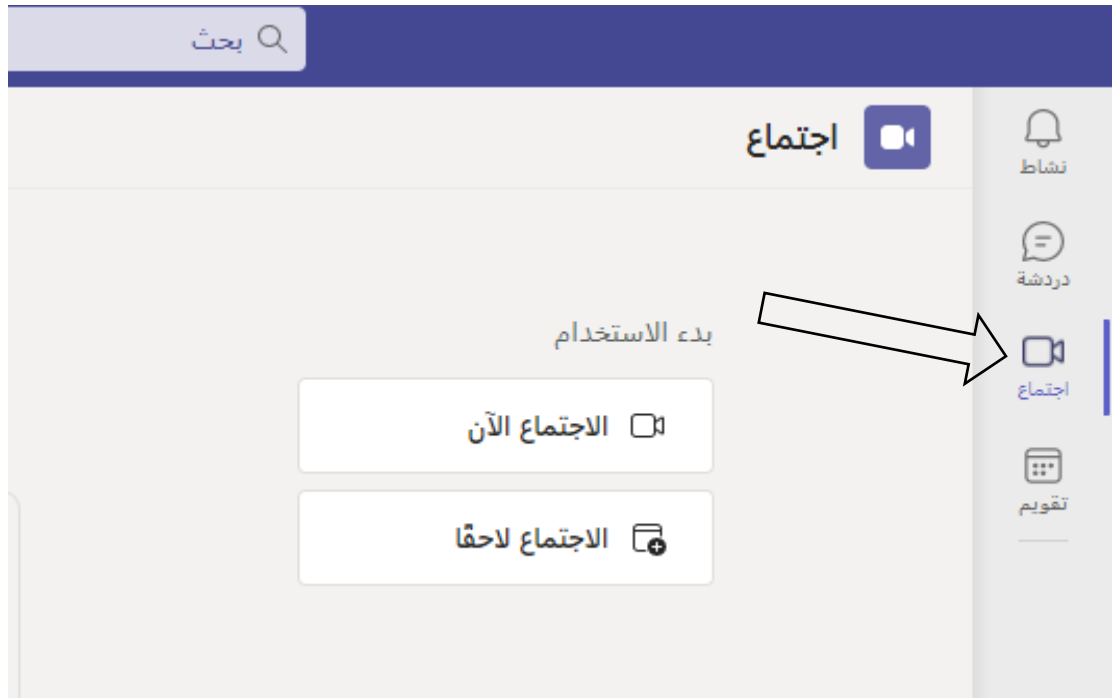 بحث
اجتماع
نشاط
دردشة
اجتماع
تقويم
بدء الاستخدام
الاجتماع الآن
الاجتماع لاحقًا